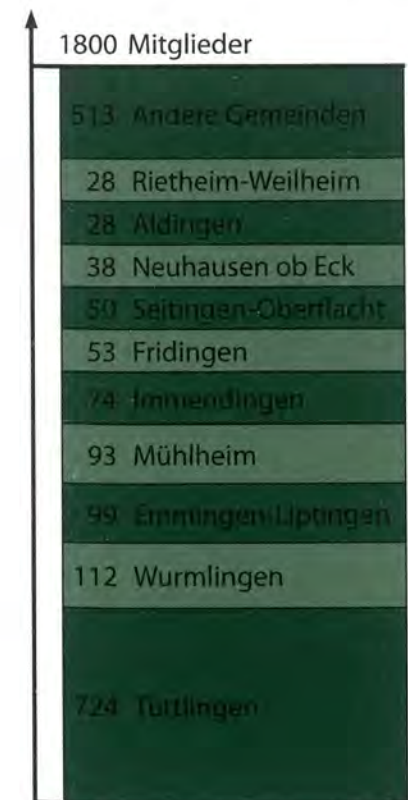 1800 Mitglieder
513 Andere Gemeinden
28 Rietheim-Weilheim
28 Aldingen
38 Neuhausen ob Eck
50 Seitingen-Oberflacht
53 Fridingen
74 Immendingen
93 Mühlheim
99 Emmingen-Liptingen
112 Wurmlingen
724 Tuttlingen